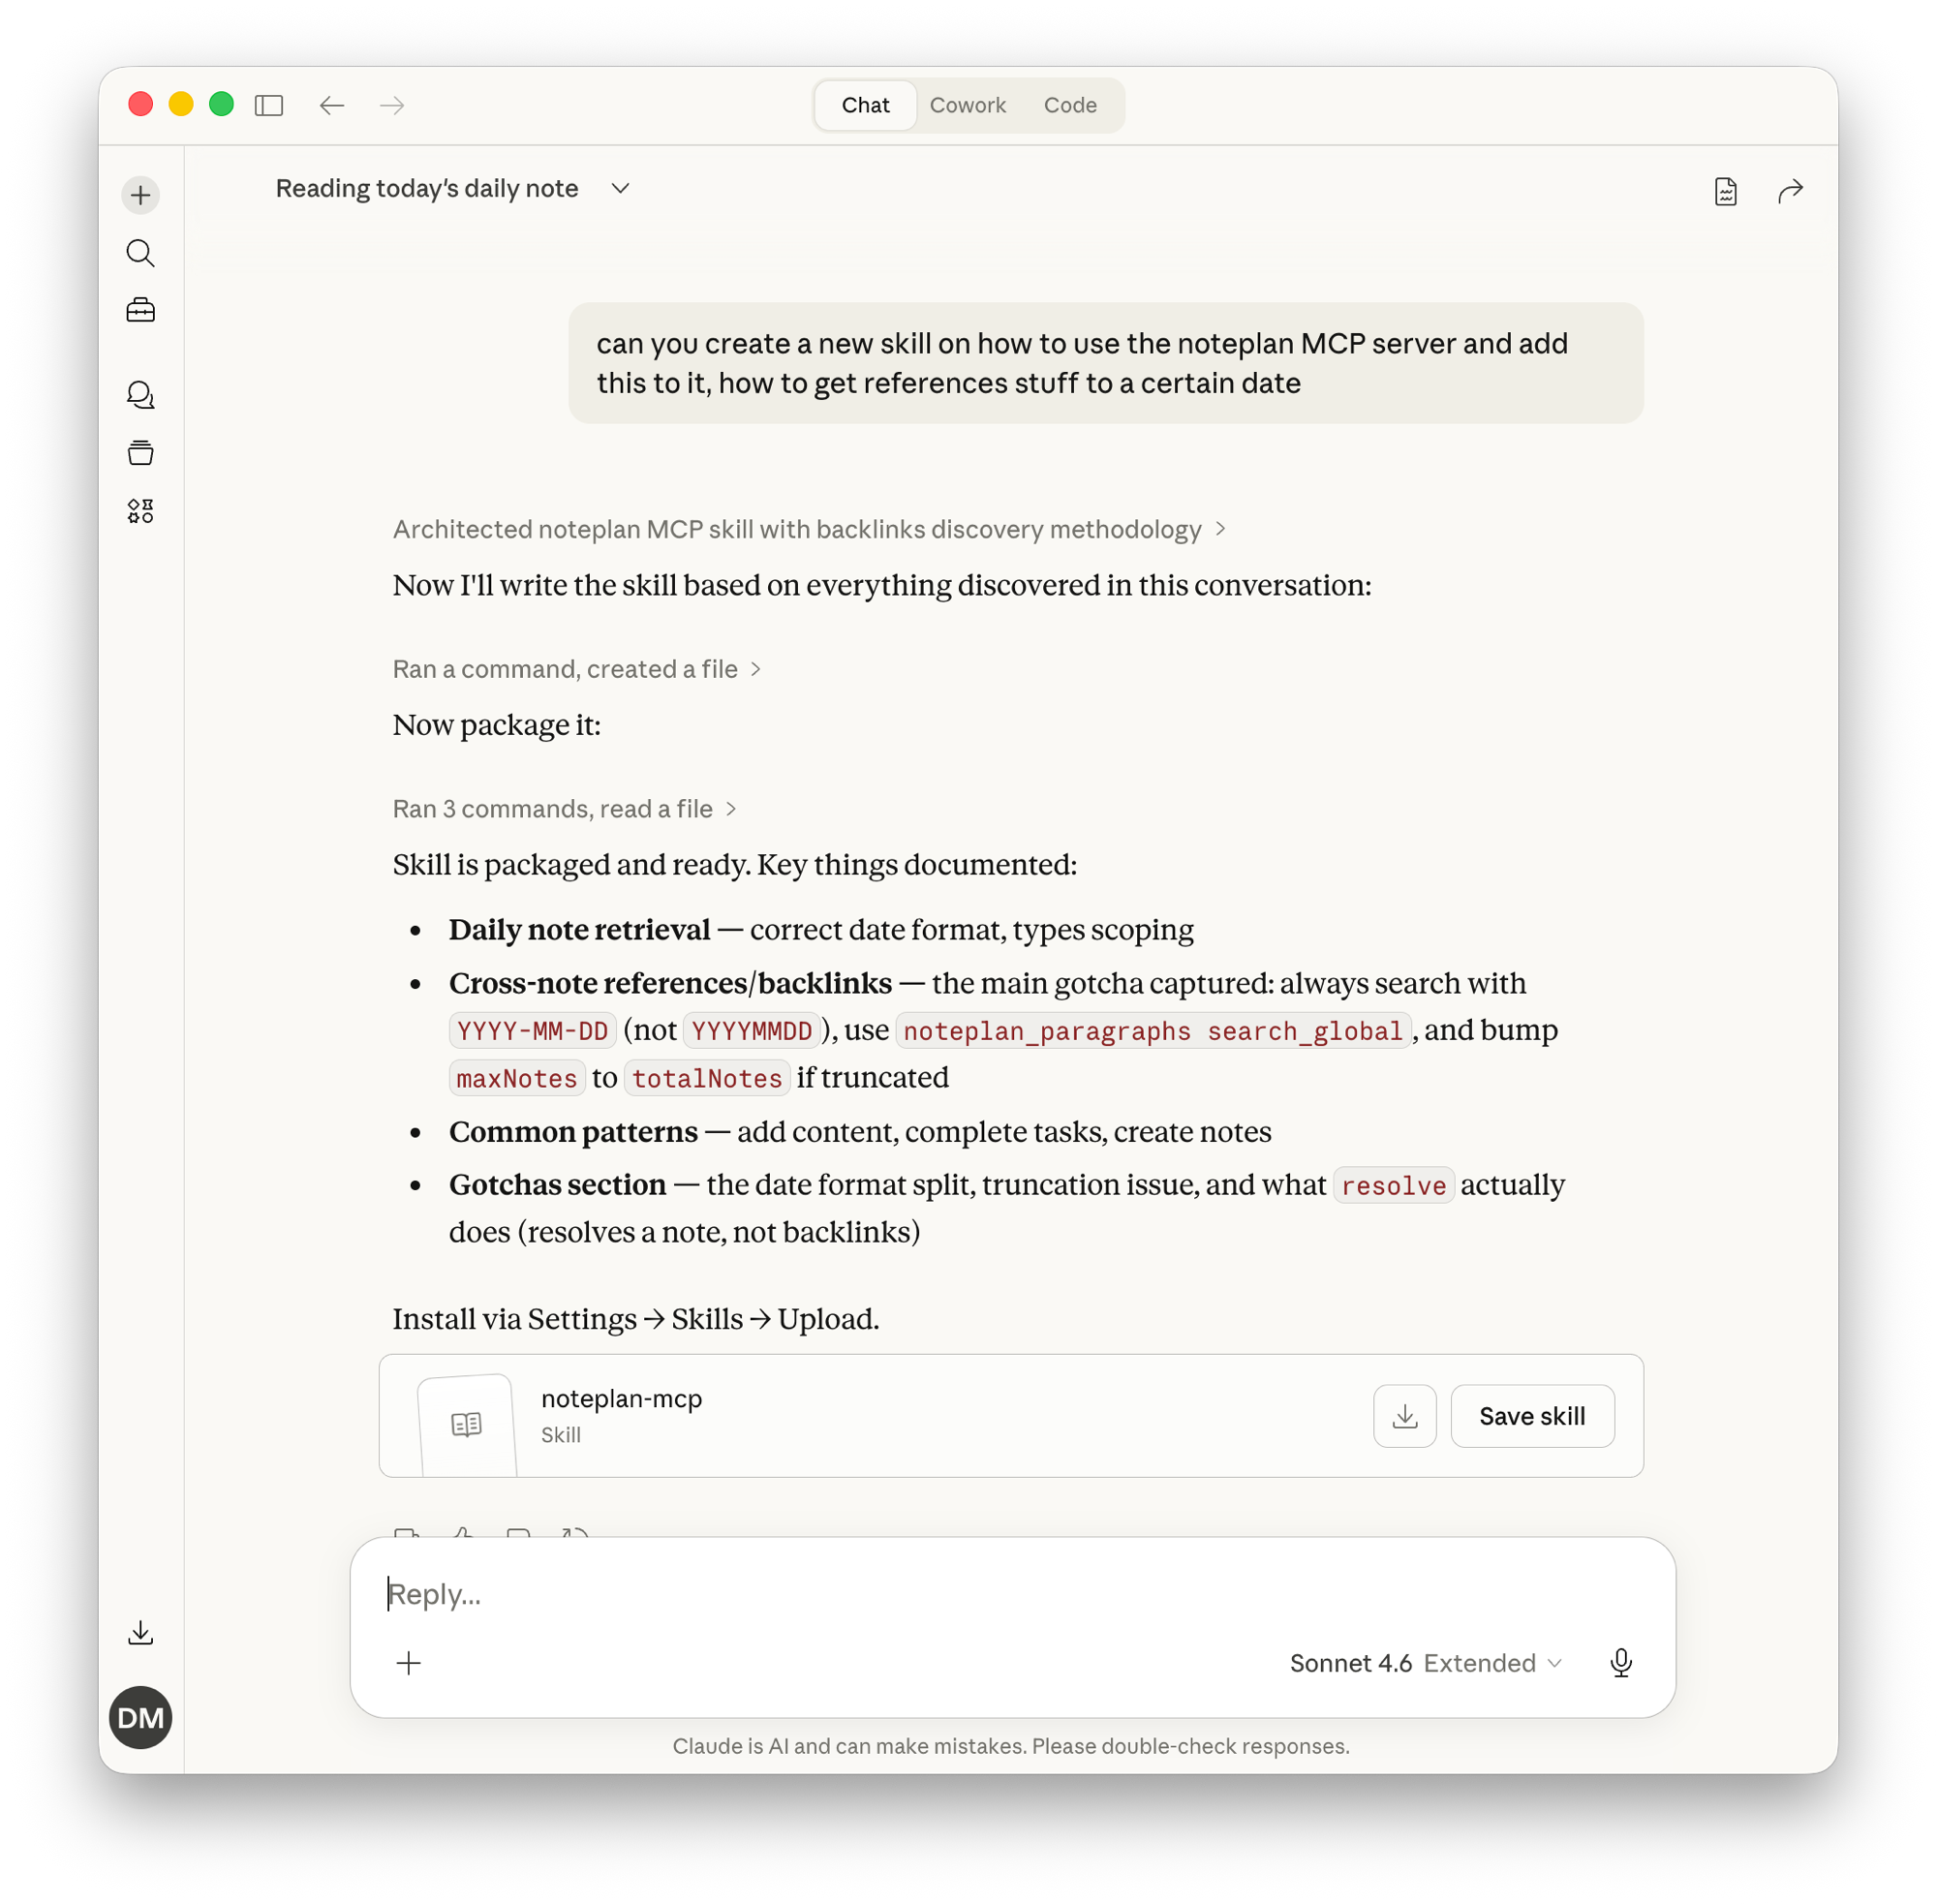 Chat Cowork Code
Reading today's daily note
can you create a new skill on how to use the noteplan MCP server and add
this to it, how to get references stuff to a certain date
Architected noteplan MCP skill with backlinks discovery methodology
Now I'll write the skill based on everything discovered in this conversation:
Ran a command, created a file
Now package it:
Ran 3 commands, read a file
Skill is packaged and ready. Key things documented:
• Daily note retrieval — correct date format, types scoping
• Cross-note references/backlinks — the main gotcha captured: always search with
YYYY-MM-DD (not YYYYMMDD), use noteplan_paragraphs search_global, and bump
maxNotes to totalNotes if truncated
• Common patterns — add content, complete tasks, create notes
• Gotchas section — the date format split, truncation issue, and what resolve actually
does (resolves a note, not backlinks)
Install via Settings → Skills → Upload.
noteplan-mcp
Skill
Save skill
Reply...
Sonnet 4.6 Extended
DM
Claude is AI and can make mistakes. Please double-check responses.